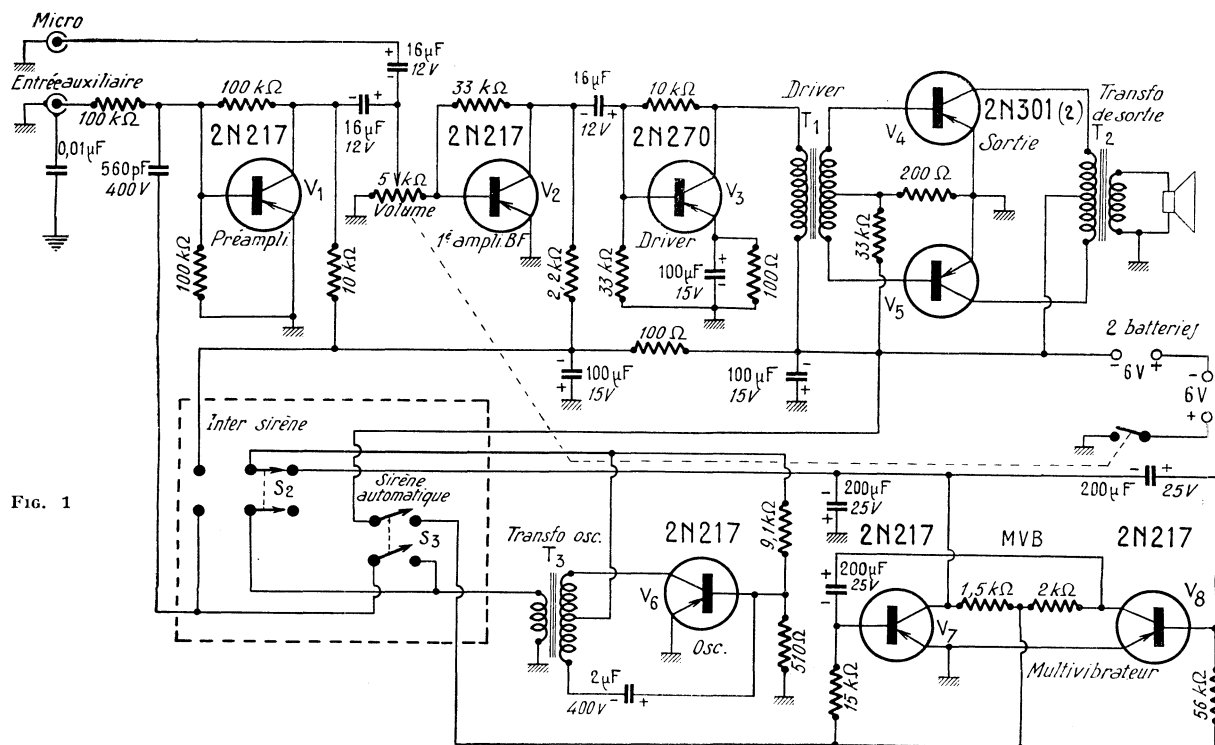 Micro
16µF
12V
Entrée auxiliaire
100 kΩ
0,01µF
560 pF
400 V
100 kΩ
2N217
V1
Préampli.
100 kΩ
10 kΩ
16µF
12V
5 kΩ
Volume
33 kΩ
2N217
V2
1e ampli.BF
2,2 kΩ
16µF
12V
10 kΩ
2N270
V3
Driver
33 kΩ
100µF
15V
100Ω
Driver
T1
V4
2N301 (2)
Sortie
200 Ω
33 kΩ
V5
Transfo
de sortie
T2
100 Ω
100µF
15V
100µF
15V
2 batteries
6V
6V
Inter sirène
S2
Sirène
automatique
S3
FIG. 1
Transfo osc.
T3
2N217
V6
Osc.
9,1kΩ
510Ω
2µF
400 V
200µF
25V
200µF
25V
200µF
25V
2N217
MVB
2N217
1,5 kΩ
2 kΩ
V7
V8
Multivibrateur
15 kΩ
56 kΩ